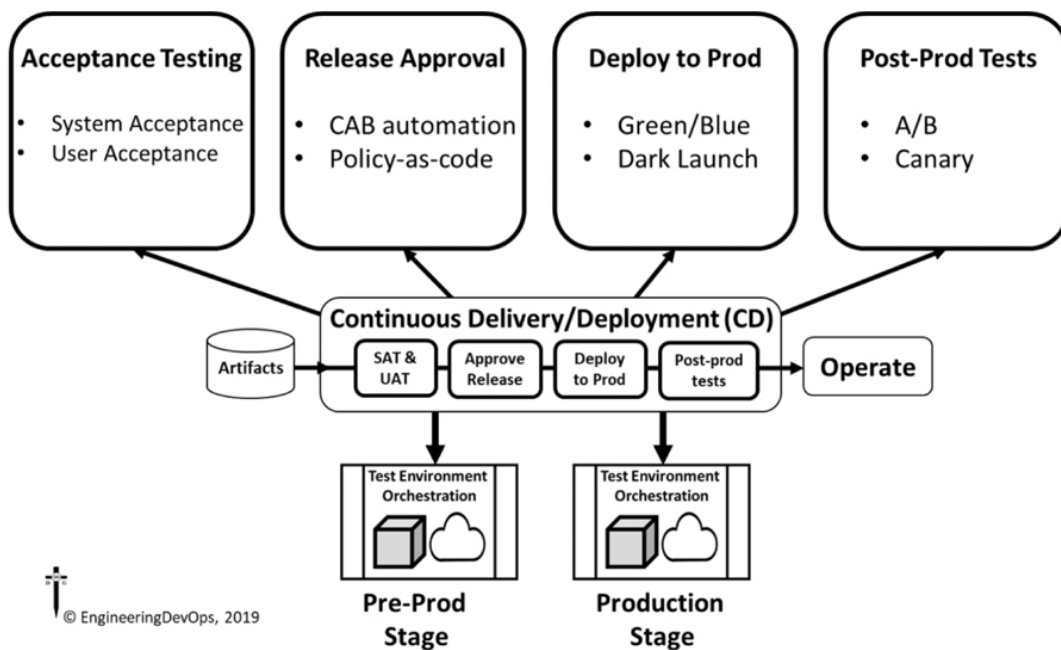 Acceptance Testing
• System Acceptance
• User Acceptance
Release Approval
• CAB automation
• Policy-as-code
Deploy to Prod
• Green/Blue
• Dark Launch
Post-Prod Tests
• A/B
• Canary
Continuous Delivery/Deployment (CD)
Artifacts
SAT &
UAT
Approve
Release
Deploy
to Prod
Post-prod
tests
Operate
Test Environment
Orchestration
Pre-Prod
Stage
Test Environment
Orchestration
Production
Stage
© EngineeringDevOps, 2019